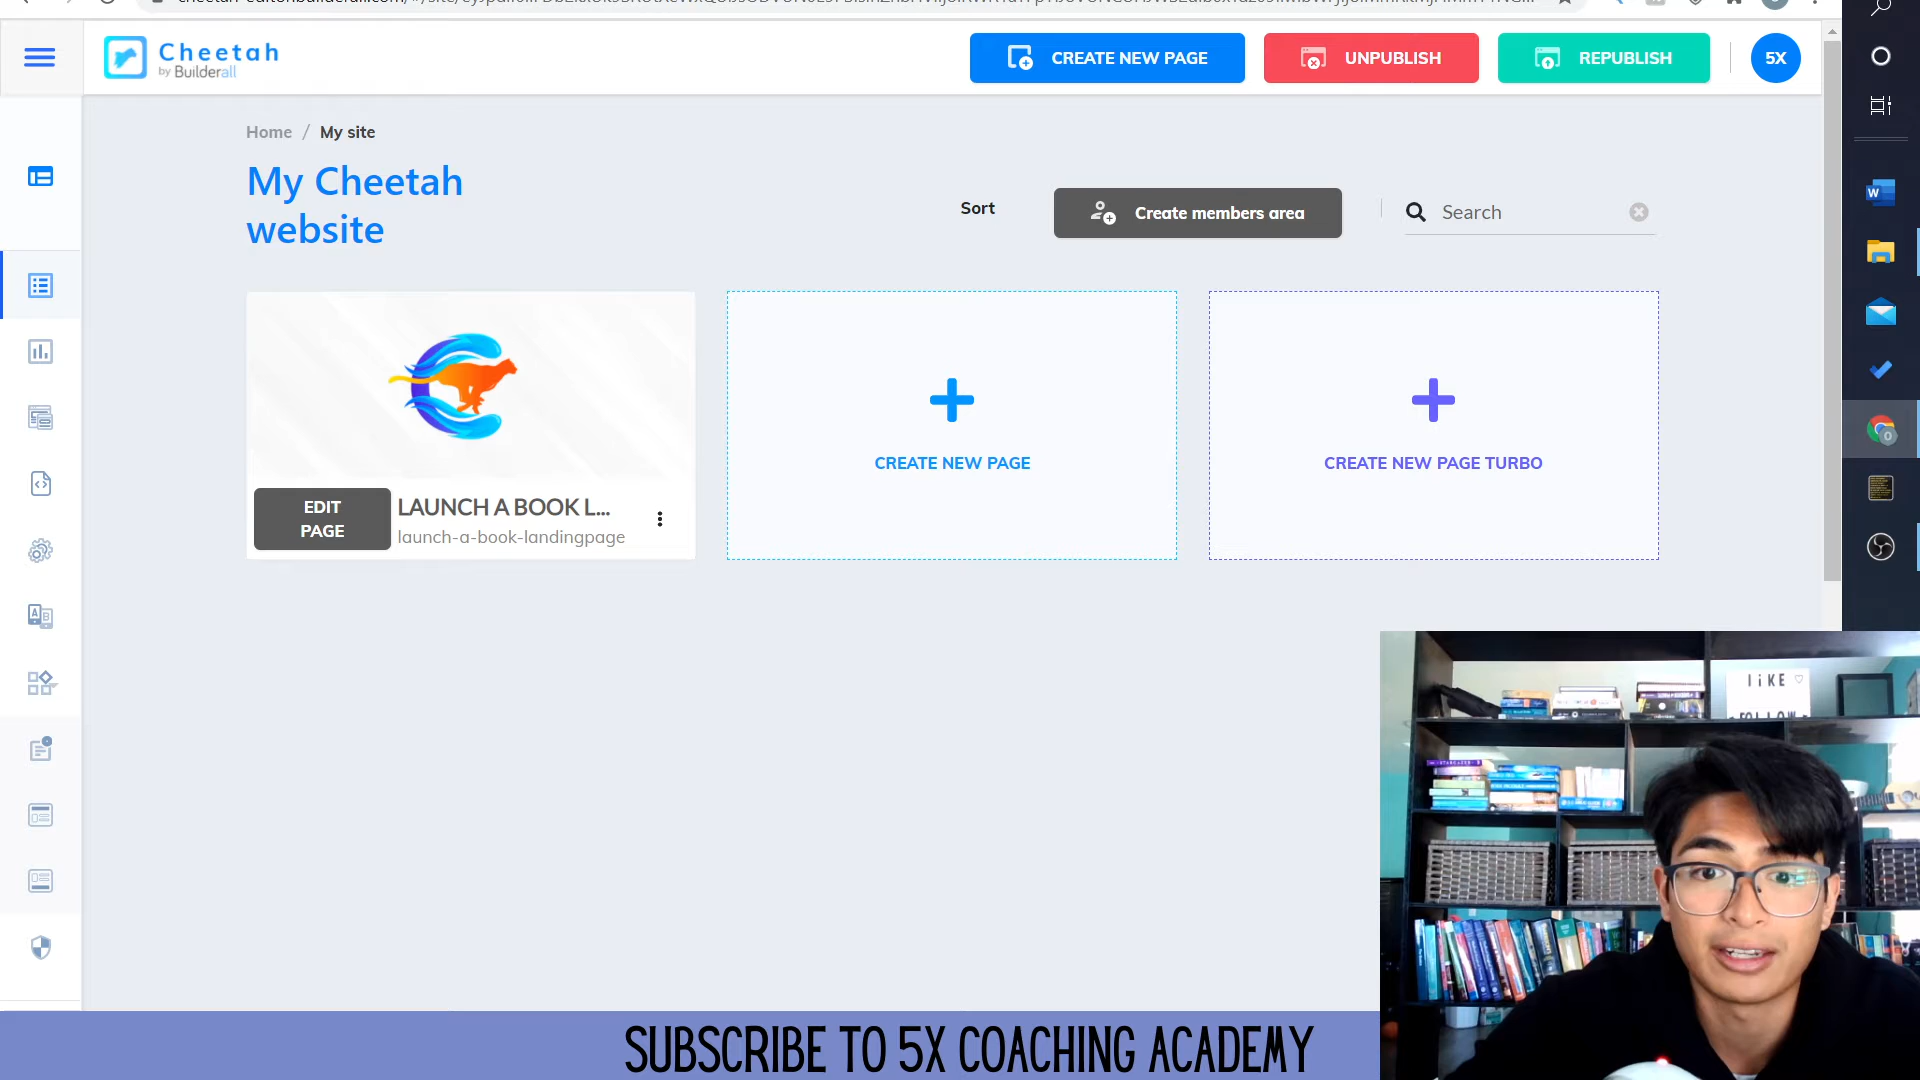 Cheetah
by Builderall
CREATE NEW PAGE
UNPUBLISH
REPUBLISH
5X
Home / My site
My Cheetah
website
Sort
Create members area
Search
EDIT
PAGE
LAUNCH A BOOK L...
launch-a-book-landingpage
CREATE NEW PAGE
CREATE NEW PAGE TURBO
W
A
B
LIKE
FOLLOW
SUBSCRIBE TO 5X COACHING ACADEMY